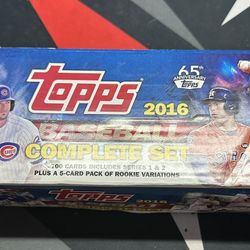 65th
ANNIVERSARY
TOPPS
2016
BASEBALL
COMPLETE SET
700 CARDS INCLUDES SERIES 1 & 2
PLUS A 5-CARD PACK OF ROOKIE VARIATIONS
TOPPS
2016
BASEBALL